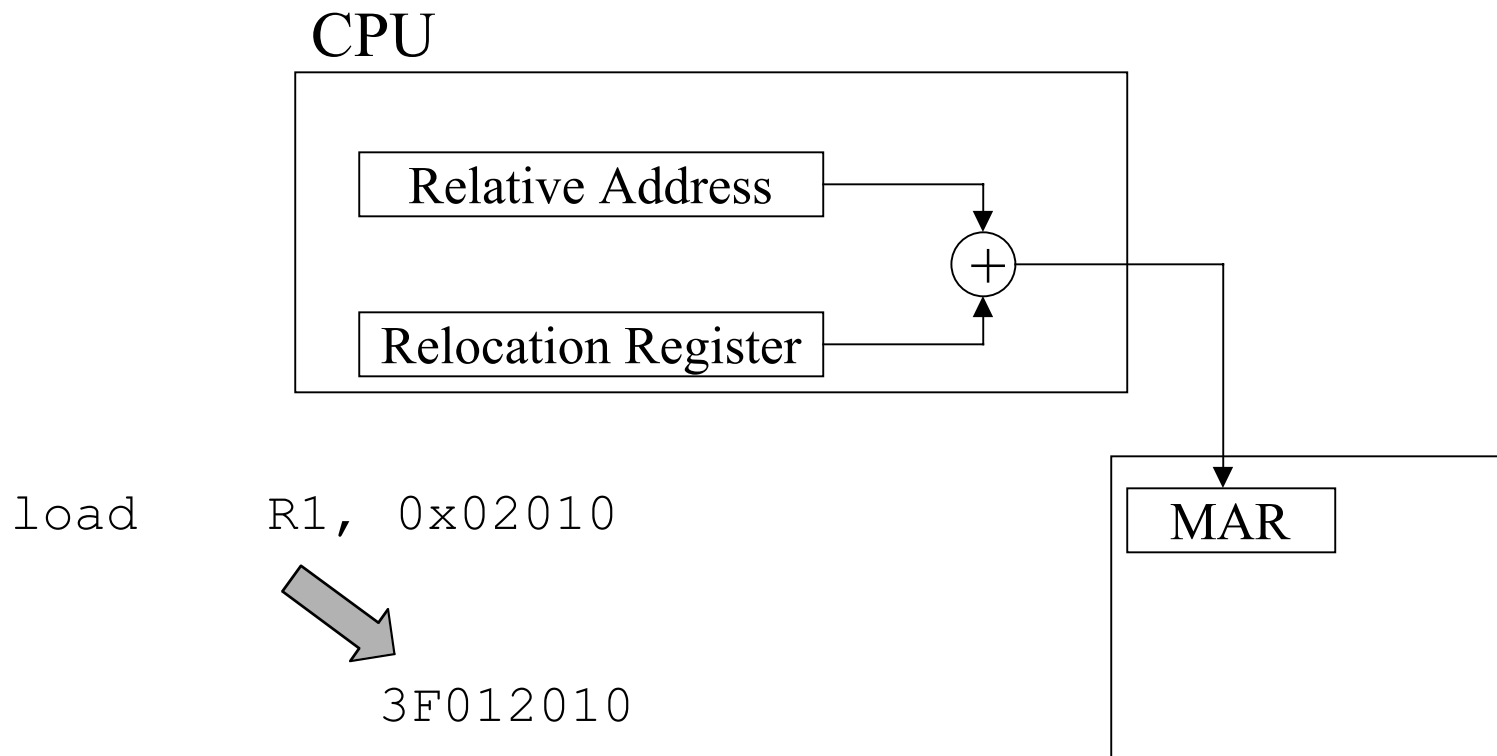 CPU
Relative Address
+
Relocation Register
load R1, 0x02010
MAR
3F012010